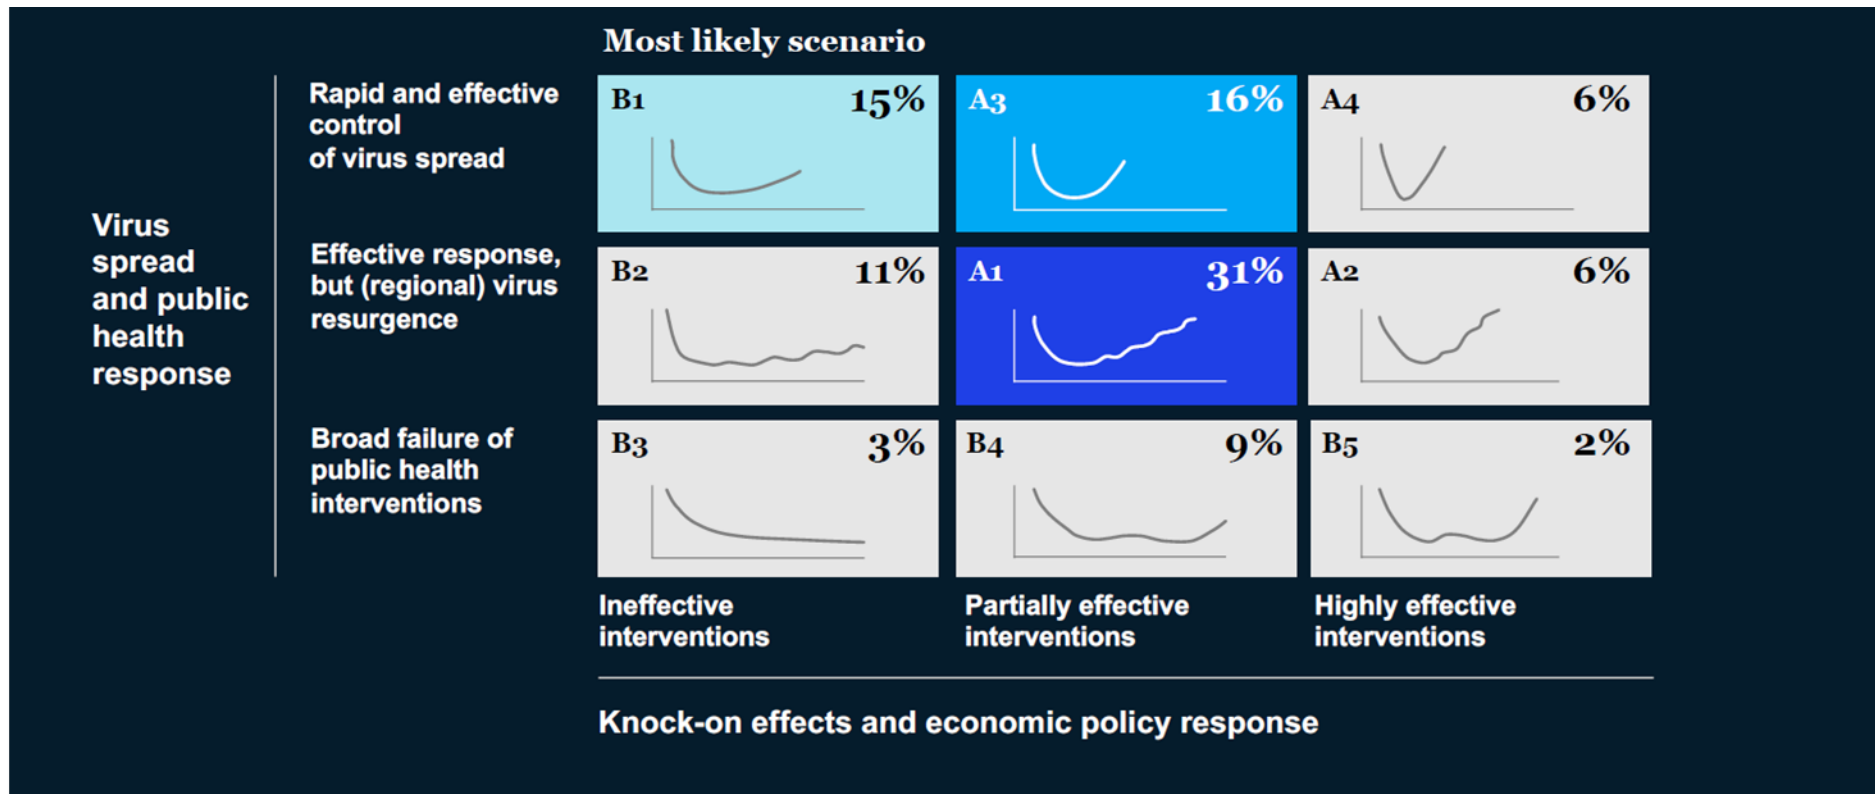 Most likely scenario
Rapid and effective
control
of virus spread
B1 15%
A3 16%
A4 6%
Virus
spread
and public
health
response
Effective response,
but (regional) virus
resurgence
B2 11%
A1 31%
A2 6%
Broad failure of
public health
interventions
B3 3%
B4 9%
B5 2%
Ineffective
interventions
Partially effective
interventions
Highly effective
interventions
Knock-on effects and economic policy response